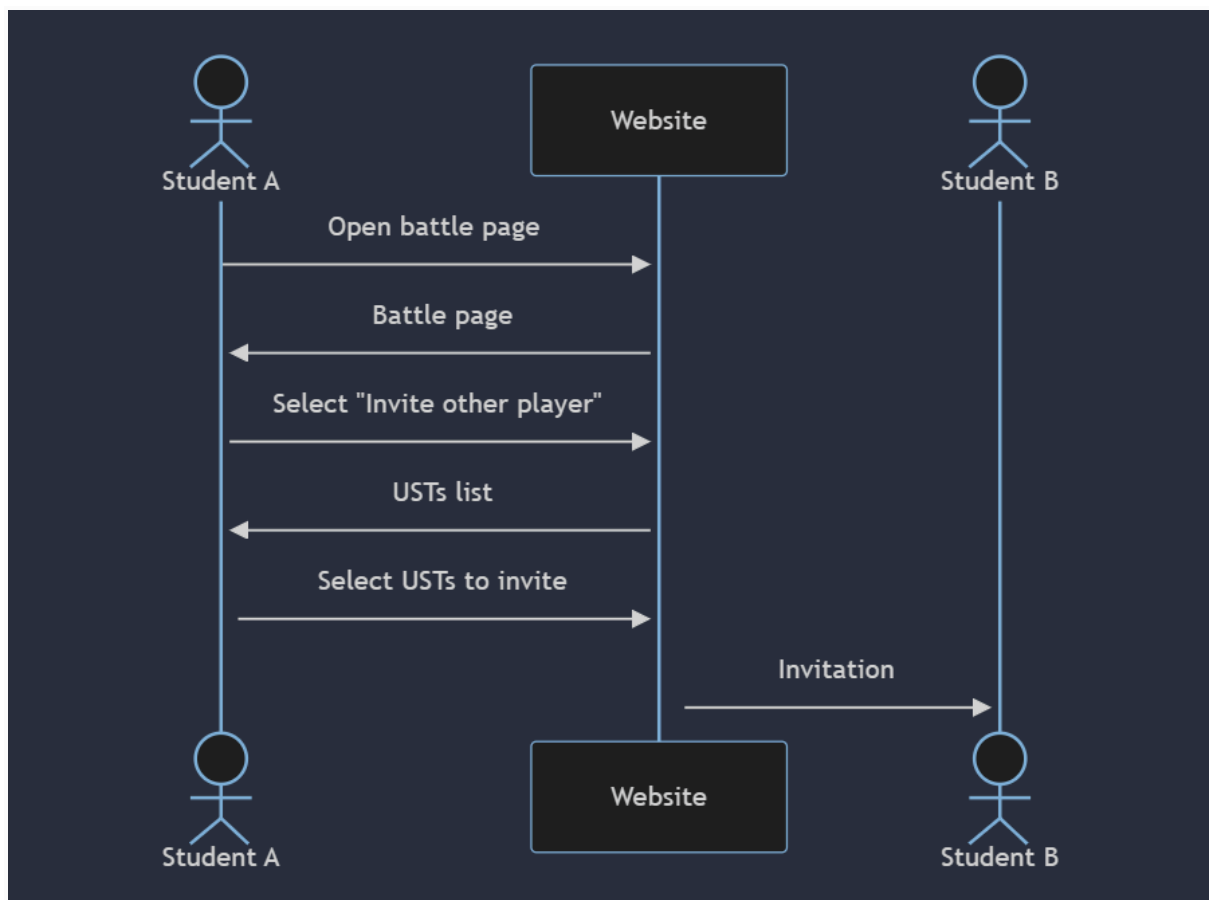 Website
Student A
Student B
Open battle page
Battle page
Select "Invite other player"
USTs list
Select USTs to invite
Invitation
Website
Student A
Student B